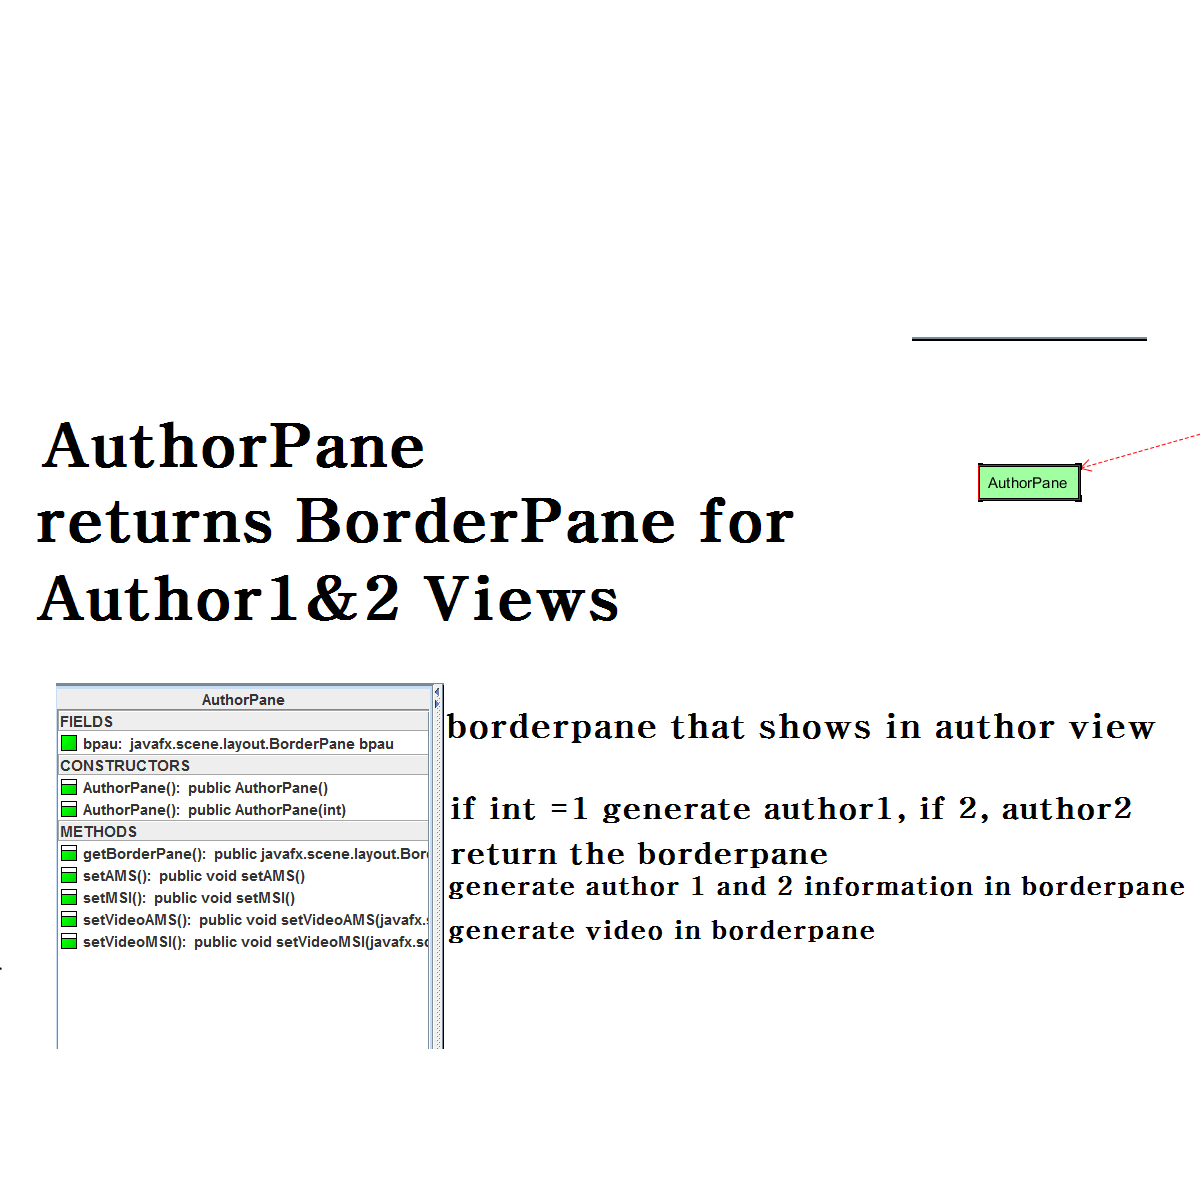 AuthorPane
returns BorderPane for
Author1&2 Views
AuthorPane
AuthorPane
FIELDS
bpau: javafx.scene.layout.BorderPane bpau
borderpane that shows in author view
CONSTRUCTORS
AuthorPane(): public AuthorPane()
AuthorPane(): public AuthorPane(int)
if int =1 generate author1, if 2, author2
METHODS
getBorderPane(): public javafx.scene.layout.Bor
return the borderpane
setAMS(): public void setAMS()
generate author 1 and 2 information in borderpane
setMSI(): public void setMSI()
setVideoAMS(): public void setVideoAMS(javafx.s
generate video in borderpane
setVideoMSI(): public void setVideoMSI(javafx.sc